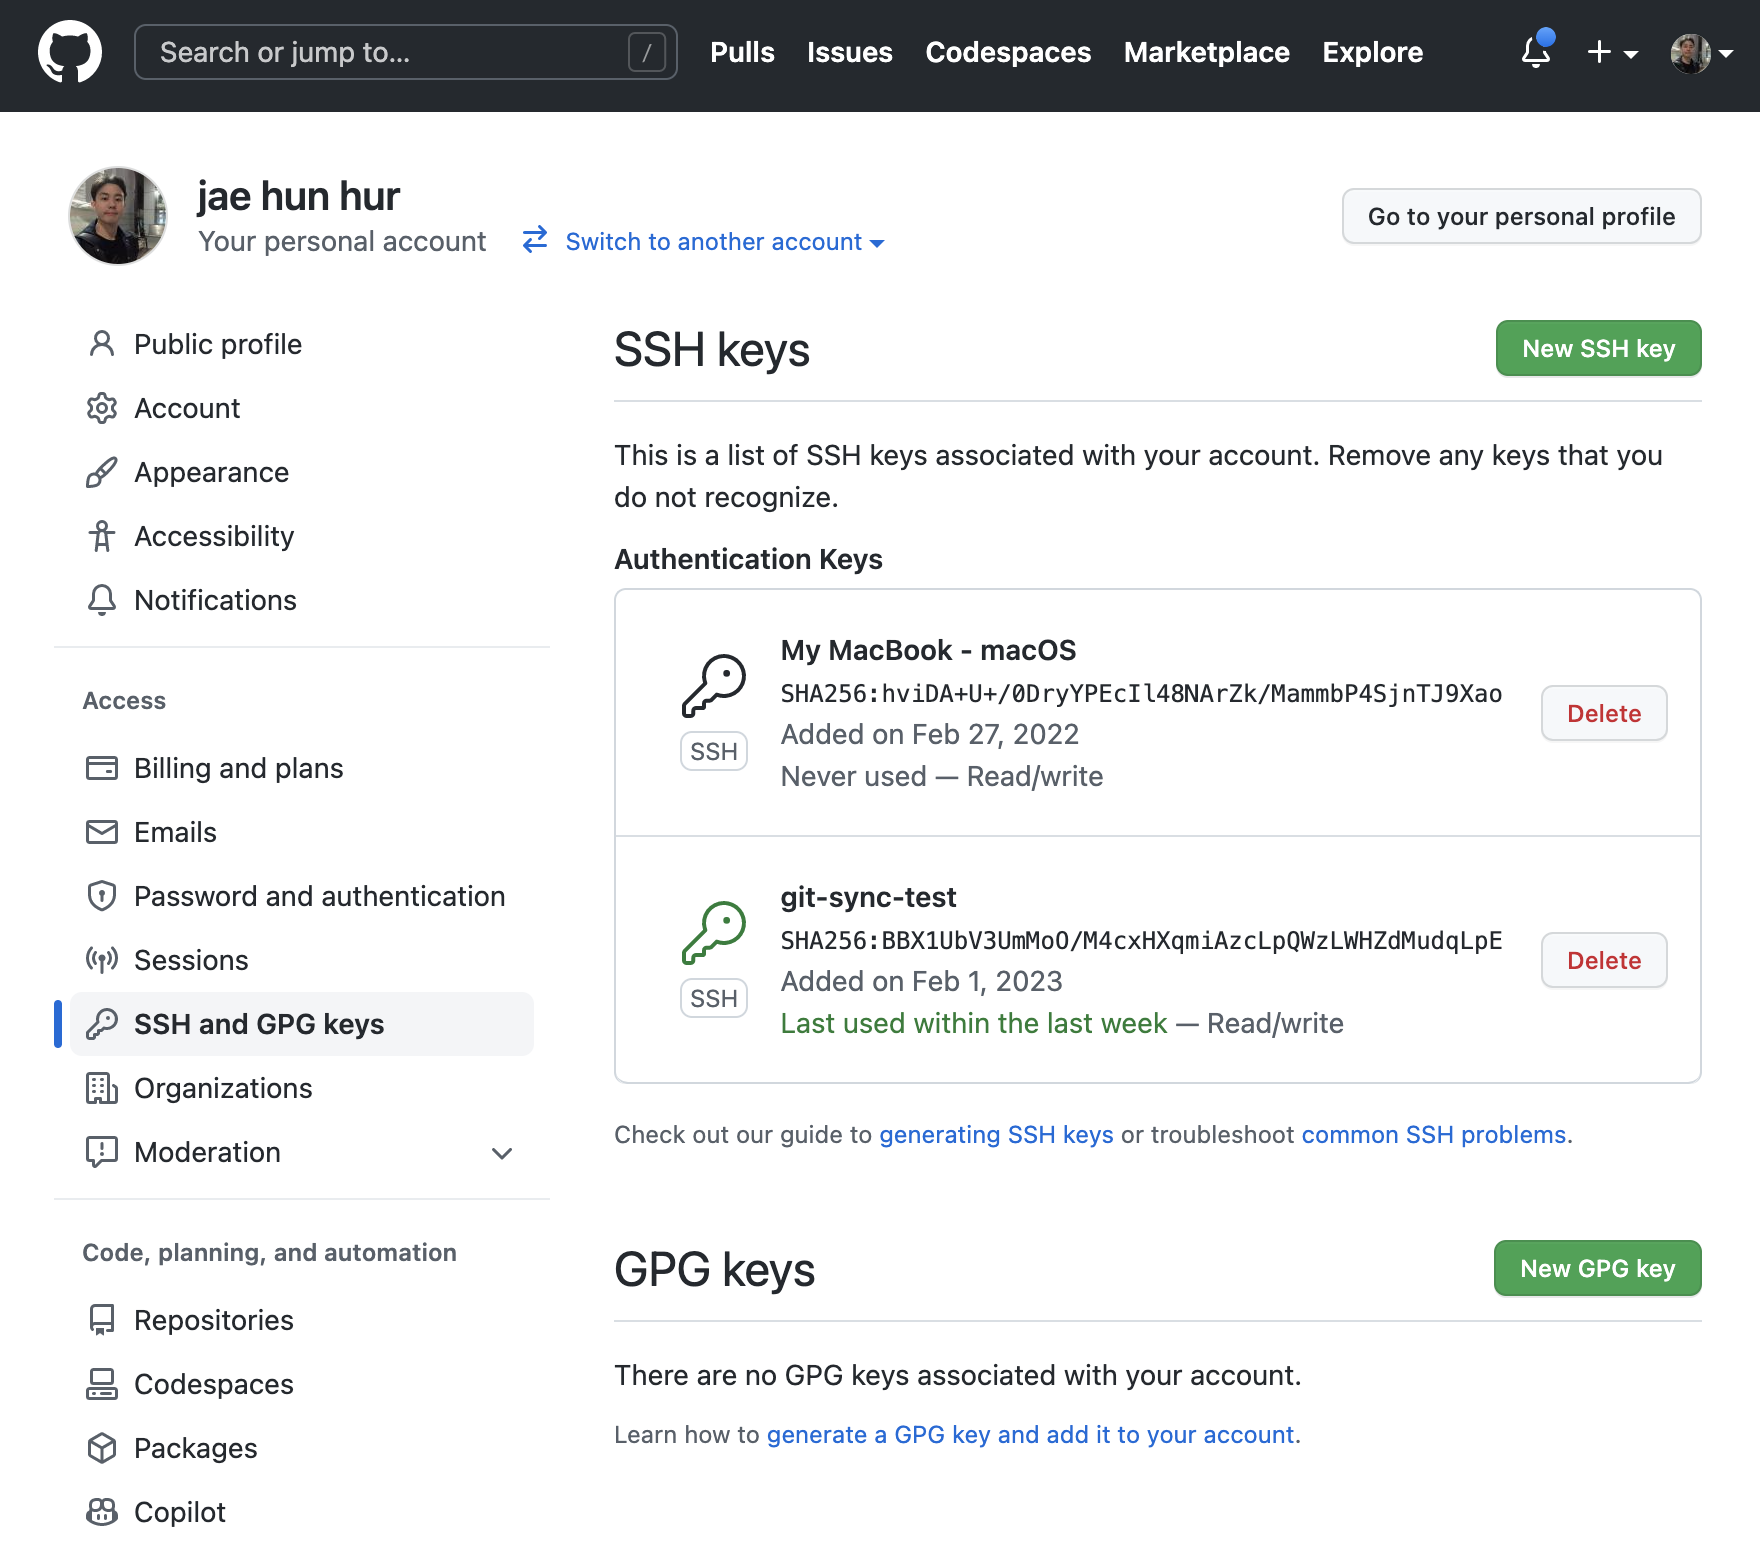 Search or jump to... /
Pulls Issues Codespaces Marketplace Explore
jae hun hur
Your personal account Switch to another account
Go to your personal profile
Public profile
Account
Appearance
Accessibility
Notifications
Access
Billing and plans
Emails
Password and authentication
Sessions
SSH and GPG keys
Organizations
Moderation
Code, planning, and automation
Repositories
Codespaces
Packages
Copilot
SSH keys
New SSH key
This is a list of SSH keys associated with your account. Remove any keys that you
do not recognize.
Authentication Keys
My MacBook - macOS
SHA256:hviDA+U+/0DryYPEcIl48NArZk/MammbP4SjnTJ9Xao
Added on Feb 27, 2022
Never used — Read/write
SSH
Delete
git-sync-test
SHA256:BBX1UbV3UmMoO/M4cxHXqmiAzcLpQWzLWHZdMudqLpE
Added on Feb 1, 2023
Last used within the last week — Read/write
SSH
Delete
Check out our guide to generating SSH keys or troubleshoot common SSH problems.
GPG keys
New GPG key
There are no GPG keys associated with your account.
Learn how to generate a GPG key and add it to your account.